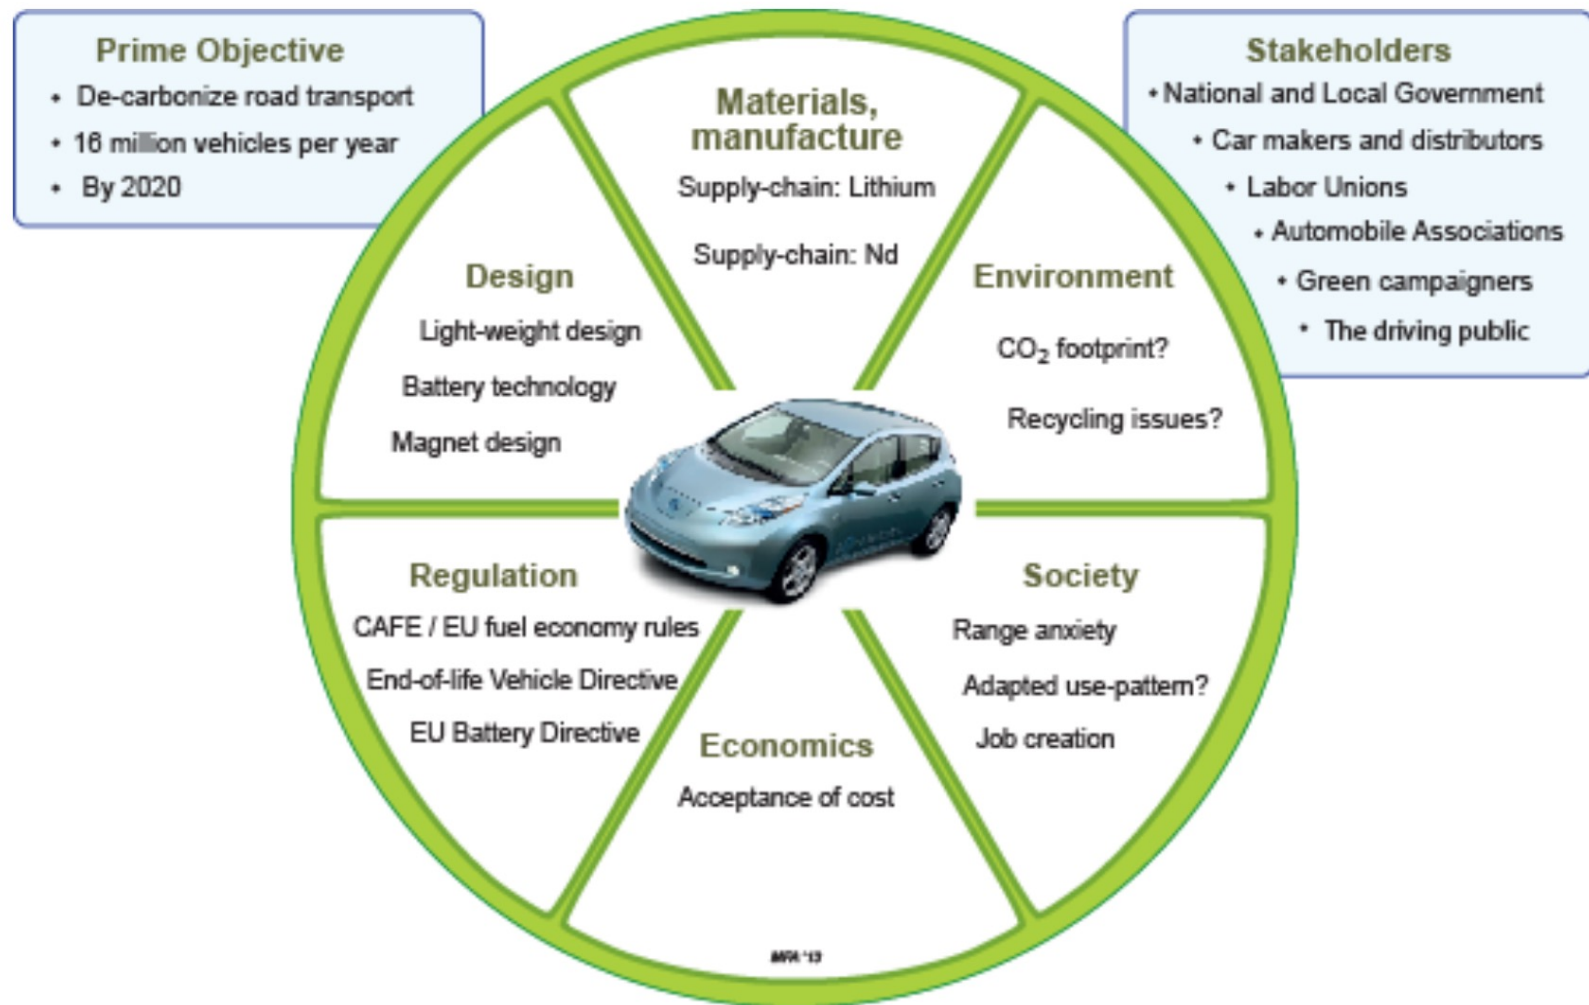 Prime Objective
• De-carbonize road transport
• 16 million vehicles per year
• By 2020
Stakeholders
• National and Local Government
• Car makers and distributors
• Labor Unions
• Automobile Associations
• Green campaigners
• The driving public
Materials,
manufacture
Supply-chain: Lithium
Supply-chain: Nd
Design
Light-weight design
Battery technology
Magnet design
Environment
CO₂ footprint?
Recycling issues?
Regulation
CAFE / EU fuel economy rules
End-of-life Vehicle Directive
EU Battery Directive
Society
Range anxiety
Adapted use-pattern?
Job creation
Economics
Acceptance of cost